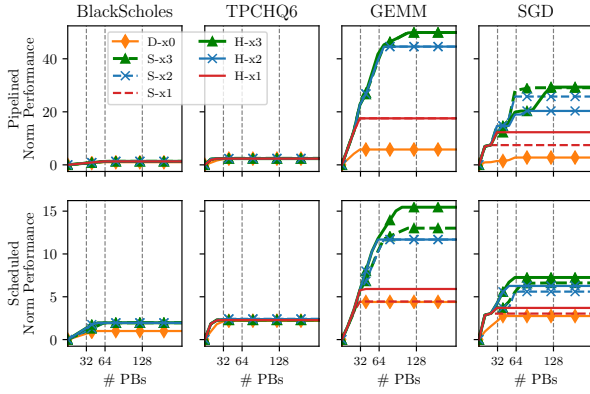 BlackScholes TPCHQ6 GEMM SGD
D-x0 H-x3
S-x3 H-x2
S-x2 H-x1
S-x1
Pipelined
Norm Performance
40
20
0
Scheduled
Norm Performance
15
10
5
0
32 64 128 32 64 128 32 64 128 32 64 128
# PBs # PBs # PBs # PBs